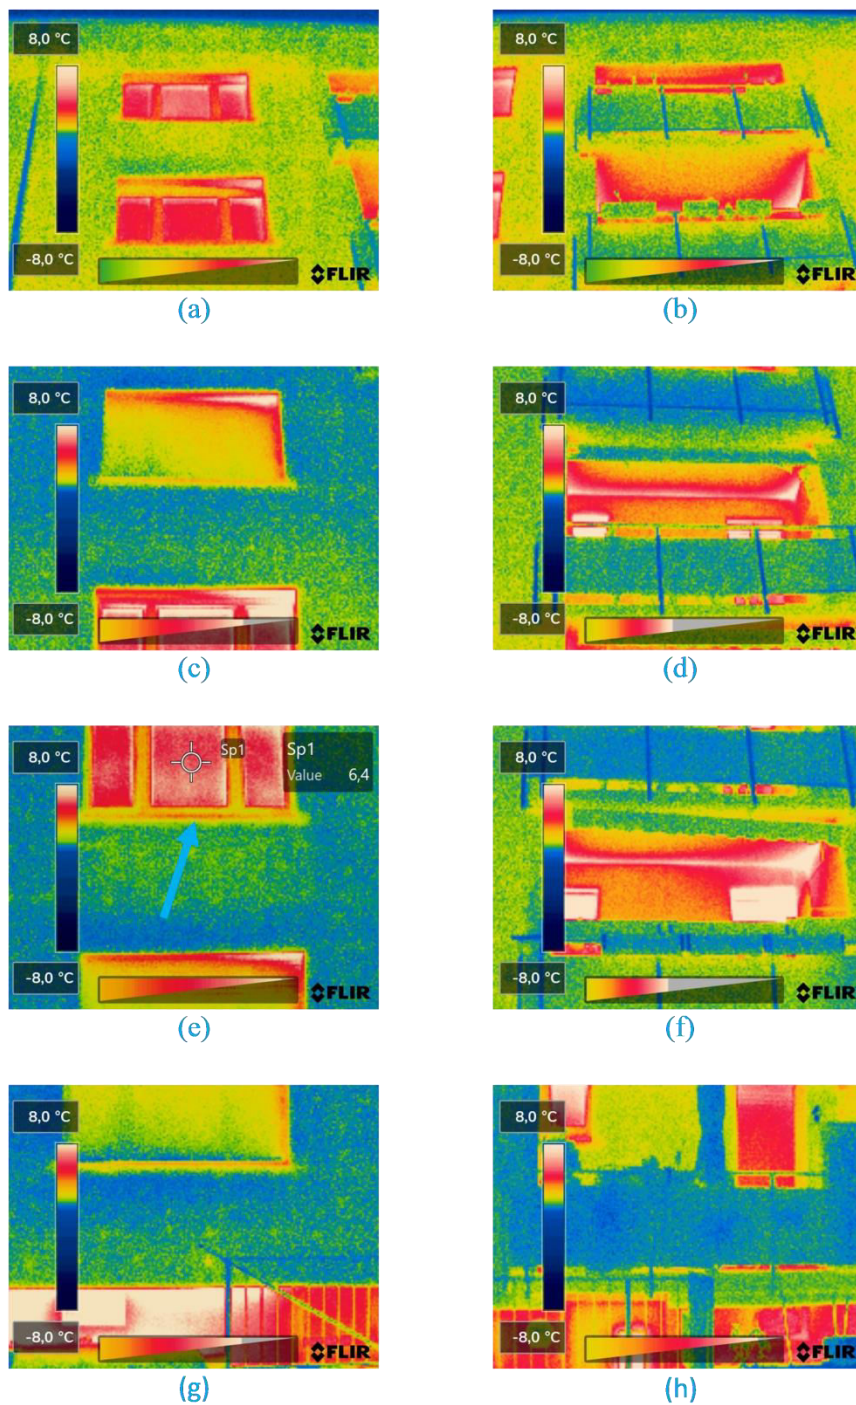 8,0 °C
-8,0 °C
FLIR
8,0 °C
-8,0 °C
FLIR
(a)
(b)
8,0 °C
-8,0 °C
FLIR
8,0 °C
-8,0 °C
FLIR
(c)
(d)
8,0 °C
Sp1
Sp1
Value 6,4
-8,0 °C
FLIR
8,0 °C
-8,0 °C
FLIR
(e)
(f)
8,0 °C
-8,0 °C
FLIR
8,0 °C
-8,0 °C
FLIR
(g)
(h)